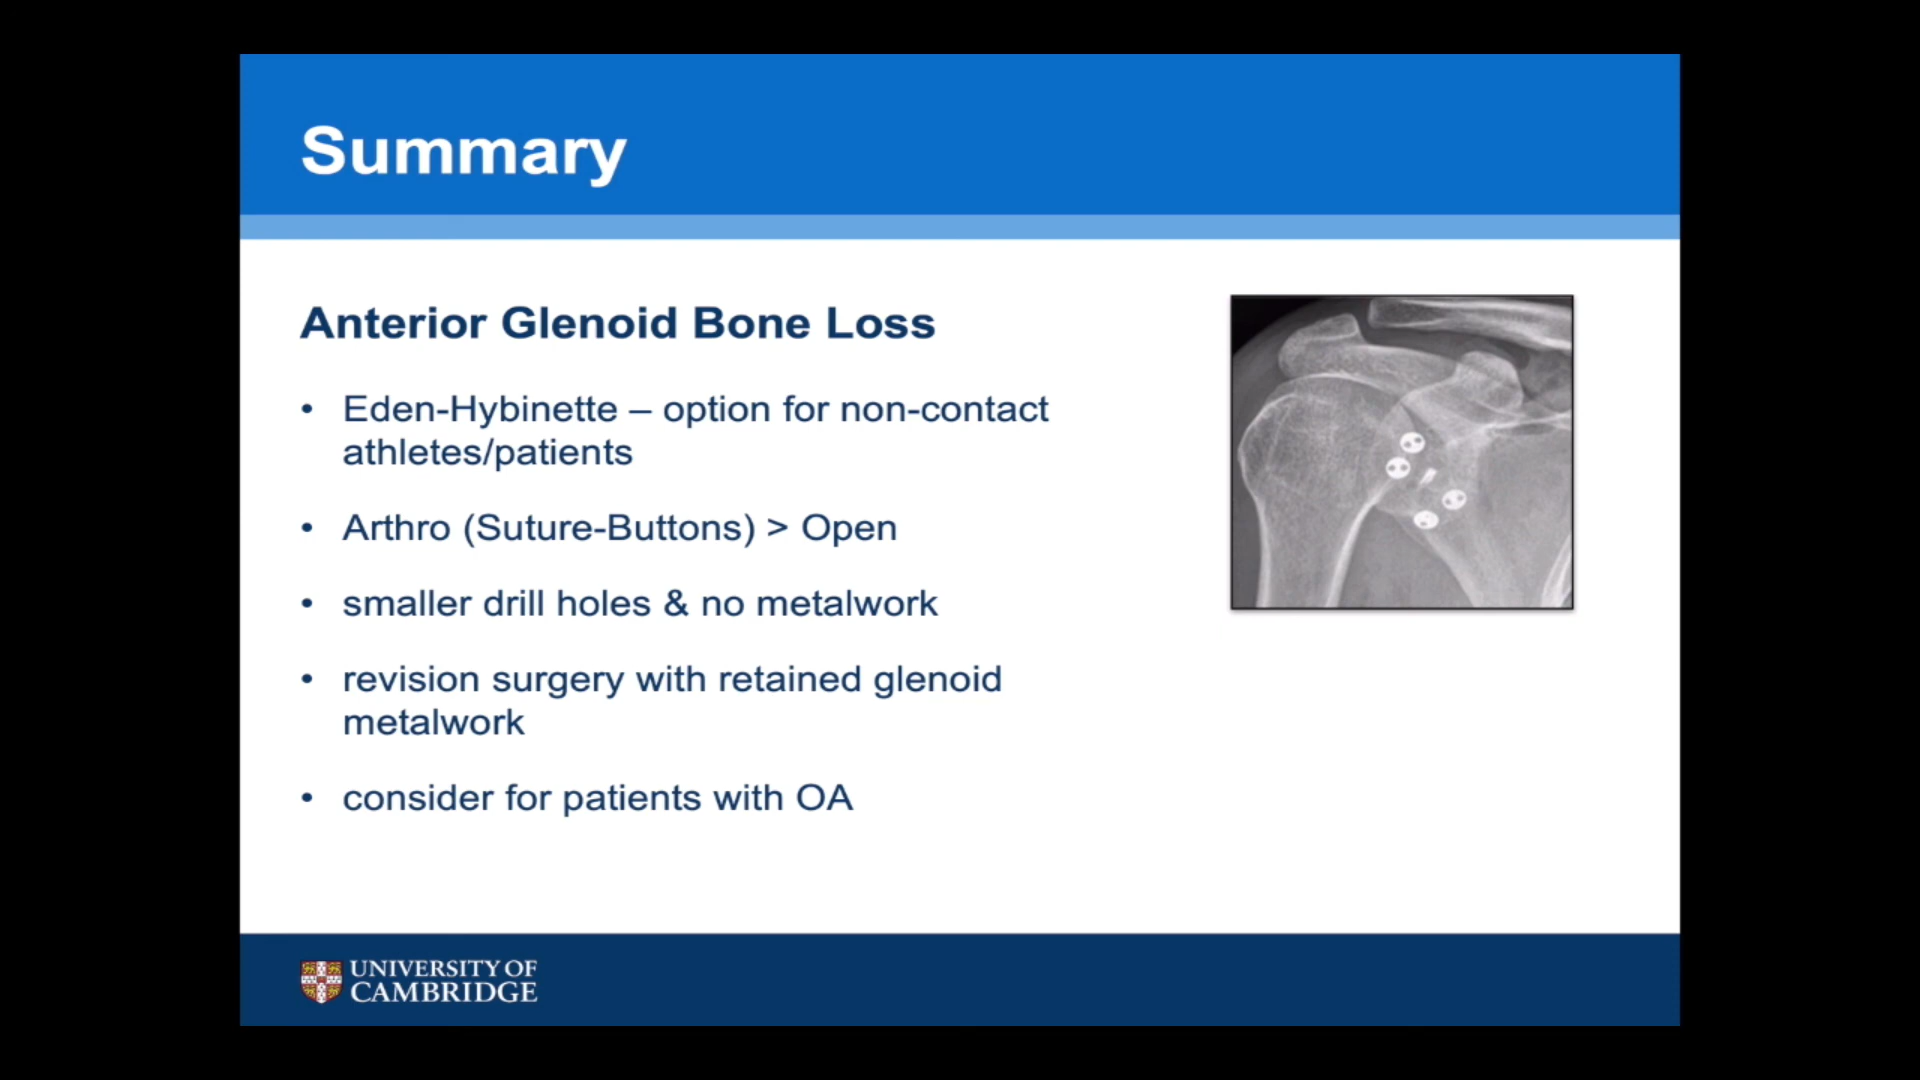 Summary
Anterior Glenoid Bone Loss
• Eden-Hybinette – option for non-contact
athletes/patients
• Arthro (Suture-Buttons) > Open
• smaller drill holes & no metalwork
• revision surgery with retained glenoid
metalwork
• consider for patients with OA
UNIVERSITY OF
CAMBRIDGE